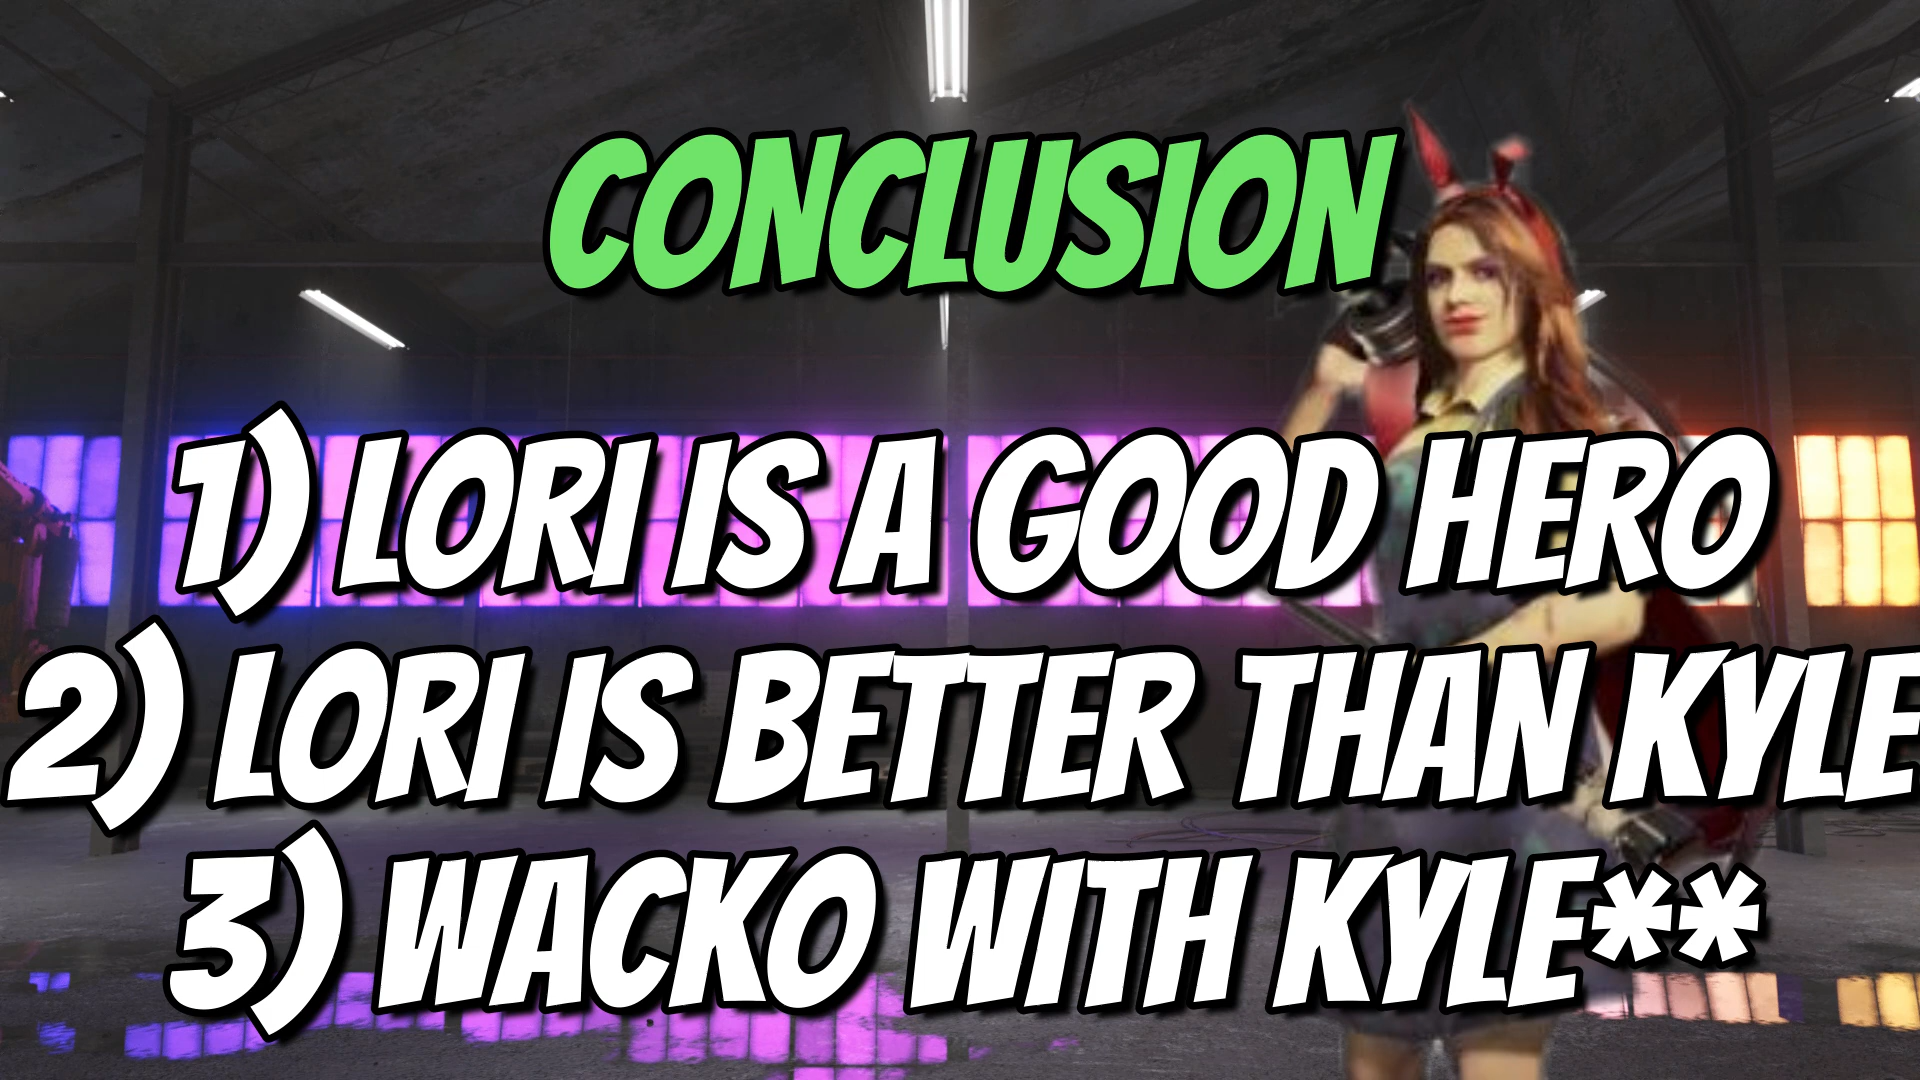 CONCLUSION
1) LORI IS A GOOD HERO
2) LORI IS BETTER THAN KYLE
3) WACKO WITH KYLE**